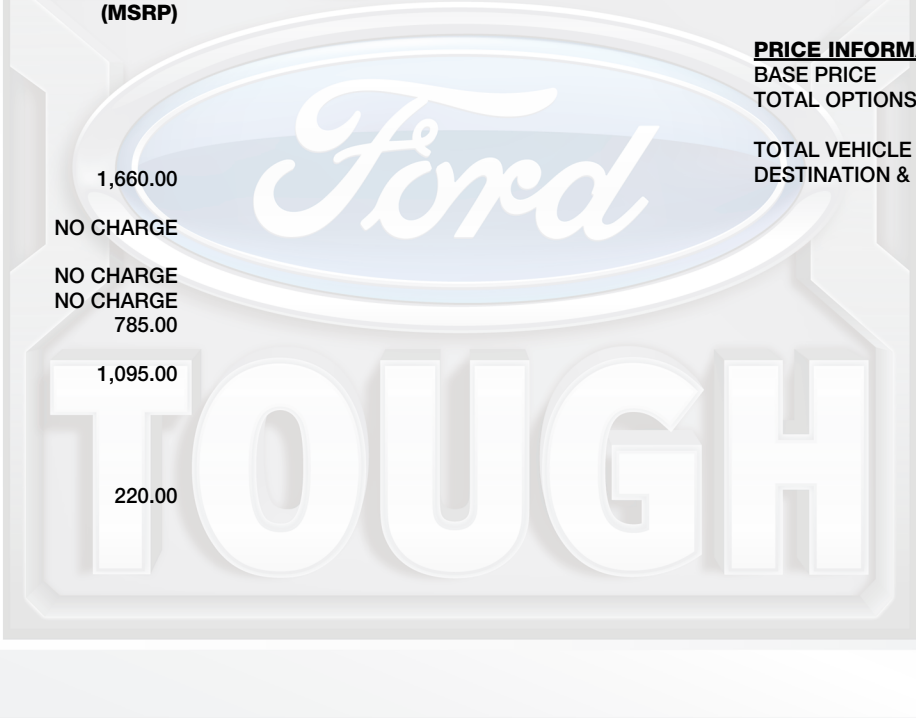 (MSRP)
1,660.00
NO CHARGE
NO CHARGE
NO CHARGE
785.00
1,095.00
220.00
PRICE INFORM
BASE PRICE
TOTAL OPTIONS
TOTAL VEHICLE
DESTINATION &
Ford
TOUGH